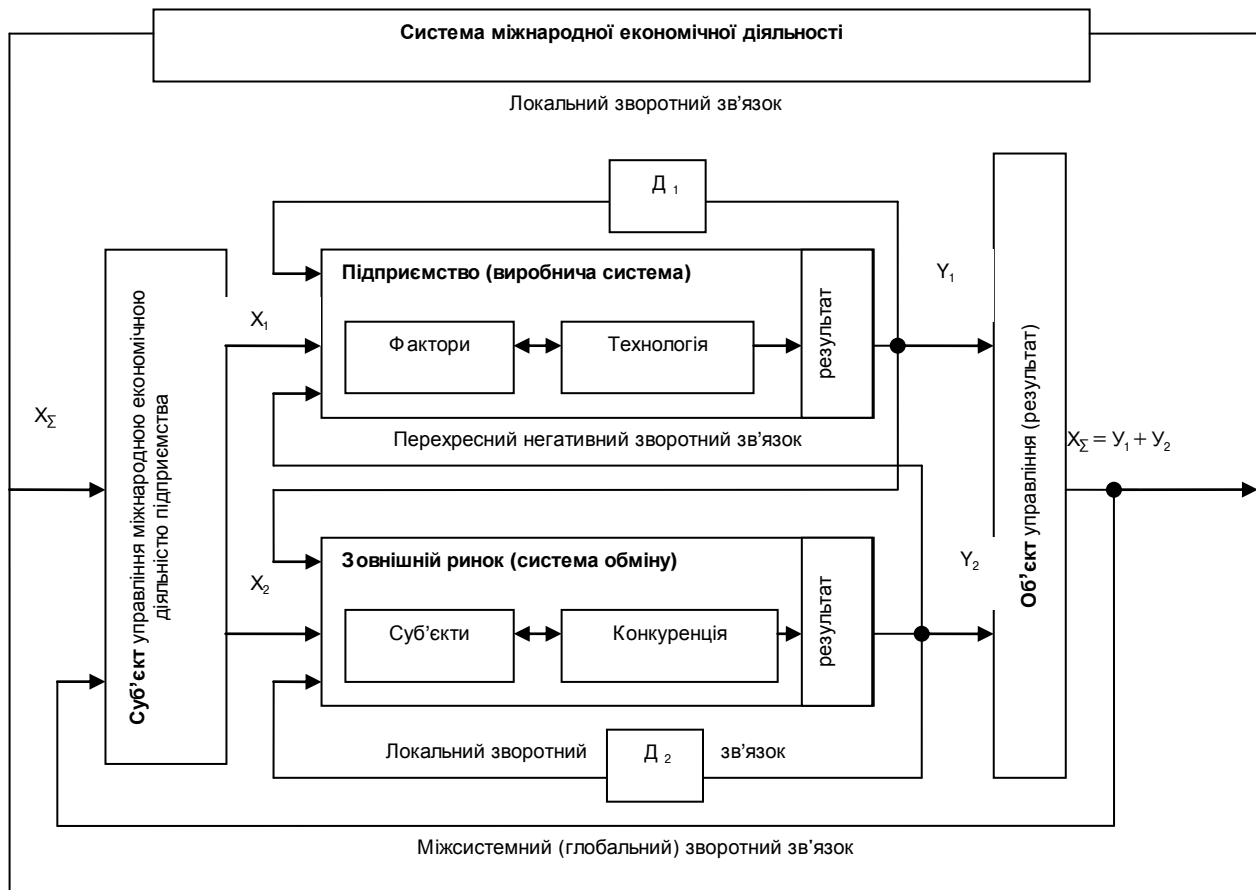 Система міжнародної економічної діяльності
Локальний зворотний зв’язок
Д 1
Підприємство (виробнича система)
Y1
X1
Фактори
Технологія
результат
XΣ
Суб’єкт управління міжнародною економічною
діяльністю підприємства
Перехресний негативний зворотний зв’язок
Об’єкт управління (результат)
XΣ = У1 + У2
Зовнішній ринок (система обміну)
Y2
X2
Суб’єкти
Конкуренція
результат
Локальний зворотний
Д 2
зв’язок
Міжсистемний (глобальний) зворотний зв'язок